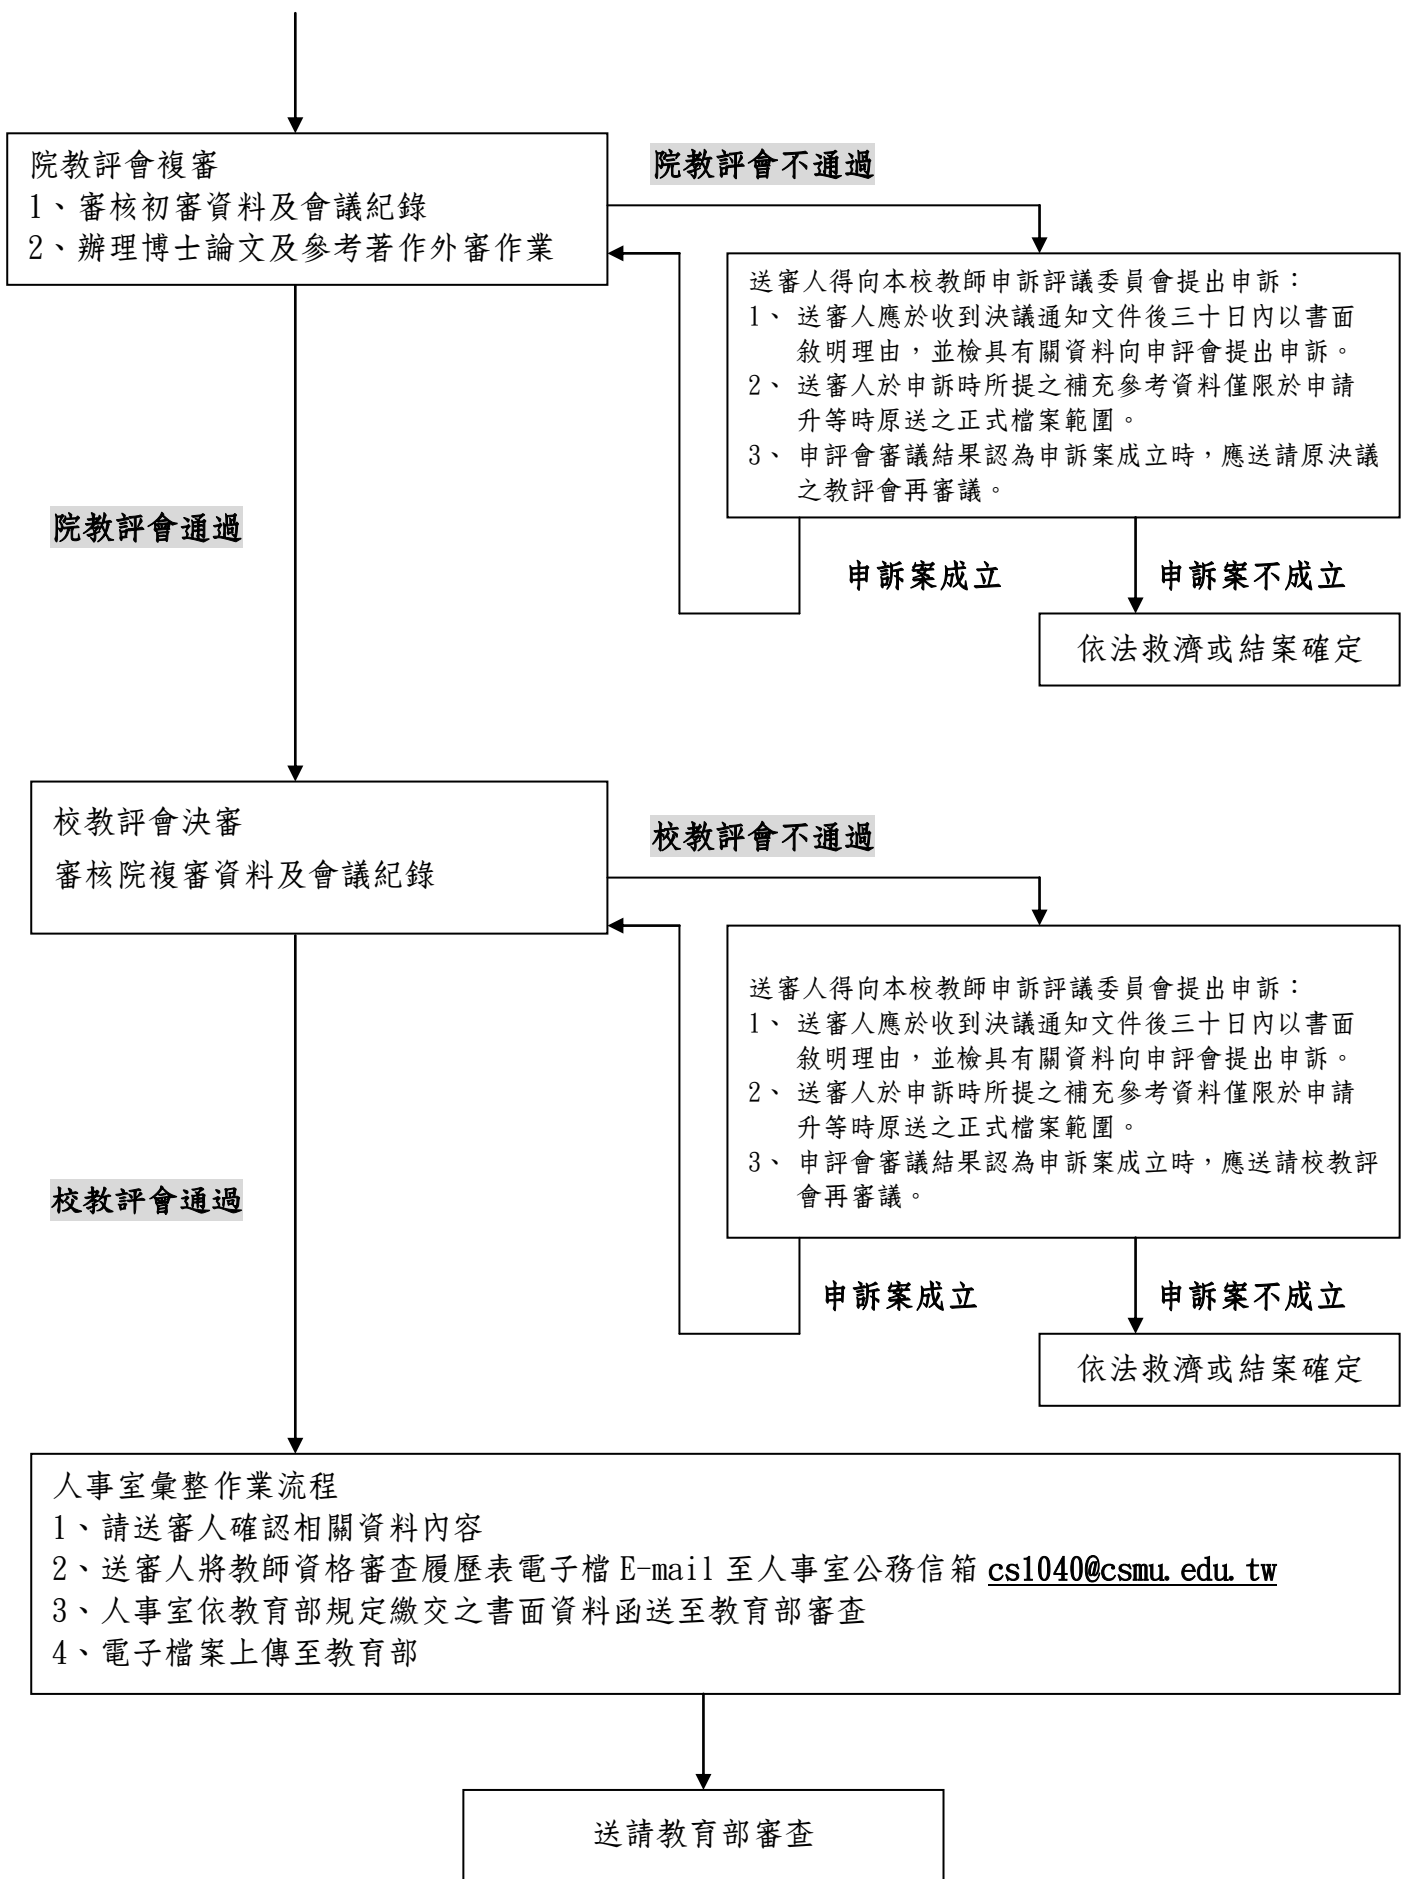 院教評會複審
1、審核初審資料及會議紀錄
2、辦理博士論文及參考著作外審作業
院教評會不通過
送審人得向本校教師申訴評議委員會提出申訴：
1、 送審人應於收到決議通知文件後三十日內以書面
敘明理由，並檢具有關資料向申評會提出申訴。
2、 送審人於申訴時所提之補充參考資料僅限於申請
升等時原送之正式檔案範圍。
3、 申評會審議結果認為申訴案成立時，應送請原決議
之教評會再審議。
院教評會通過
申訴案成立
申訴案不成立
依法救濟或結案確定
校教評會決審
審核院複審資料及會議紀錄
校教評會不通過
送審人得向本校教師申訴評議委員會提出申訴：
1、 送審人應於收到決議通知文件後三十日內以書面
敘明理由，並檢具有關資料向申評會提出申訴。
2、 送審人於申訴時所提之補充參考資料僅限於申請
升等時原送之正式檔案範圍。
3、 申評會審議結果認為申訴案成立時，應送請校教評
會再審議。
校教評會通過
申訴案成立
申訴案不成立
依法救濟或結案確定
人事室彙整作業流程
1、請送審人確認相關資料內容
2、送審人將教師資格審查履歷表電子檔 E-mail 至人事室公務信箱 cs1040@csmu.edu.tw
3、人事室依教育部規定繳交之書面資料函送至教育部審查
4、電子檔案上傳至教育部
送請教育部審查